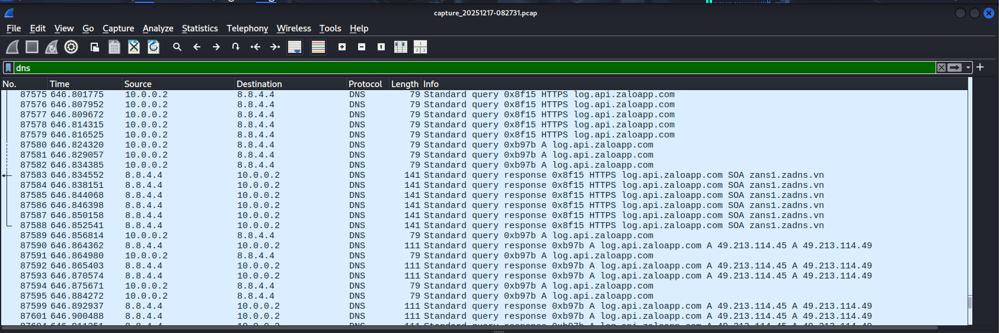 capture_20251217-082731.pcap
File Edit View Go Capture Analyze Statistics Telephony Wireless Tools Help
dns
No. Time Source Destination Protocol Length Info
87575 646.801775 10.0.0.2 8.8.4.4 DNS 79 Standard query 0x8f15 HTTPS log.api.zaloapp.com
87576 646.807952 10.0.0.2 8.8.4.4 DNS 79 Standard query 0x8f15 HTTPS log.api.zaloapp.com
87577 646.809672 10.0.0.2 8.8.4.4 DNS 79 Standard query 0x8f15 HTTPS log.api.zaloapp.com
87578 646.814315 10.0.0.2 8.8.4.4 DNS 79 Standard query 0x8f15 HTTPS log.api.zaloapp.com
87579 646.816525 10.0.0.2 8.8.4.4 DNS 79 Standard query 0x8f15 HTTPS log.api.zaloapp.com
87580 646.824320 10.0.0.2 8.8.4.4 DNS 79 Standard query 0xb97b A log.api.zaloapp.com
87581 646.829057 10.0.0.2 8.8.4.4 DNS 79 Standard query 0xb97b A log.api.zaloapp.com
87582 646.834385 10.0.0.2 8.8.4.4 DNS 79 Standard query 0xb97b A log.api.zaloapp.com
87583 646.834552 8.8.4.4 10.0.0.2 DNS 141 Standard query response 0x8f15 HTTPS log.api.zaloapp.com SOA zans1.zadns.vn
87584 646.838151 8.8.4.4 10.0.0.2 DNS 141 Standard query response 0x8f15 HTTPS log.api.zaloapp.com SOA zans1.zadns.vn
87585 646.844068 8.8.4.4 10.0.0.2 DNS 141 Standard query response 0x8f15 HTTPS log.api.zaloapp.com SOA zans1.zadns.vn
87586 646.846398 8.8.4.4 10.0.0.2 DNS 141 Standard query response 0x8f15 HTTPS log.api.zaloapp.com SOA zans1.zadns.vn
87587 646.850158 8.8.4.4 10.0.0.2 DNS 141 Standard query response 0x8f15 HTTPS log.api.zaloapp.com SOA zans1.zadns.vn
87588 646.852541 8.8.4.4 10.0.0.2 DNS 141 Standard query response 0x8f15 HTTPS log.api.zaloapp.com SOA zans1.zadns.vn
87589 646.856814 10.0.0.2 8.8.4.4 DNS 79 Standard query 0xb97b A log.api.zaloapp.com
87590 646.864362 8.8.4.4 10.0.0.2 DNS 111 Standard query response 0xb97b A log.api.zaloapp.com A 49.213.114.45 A 49.213.114.49
87591 646.864980 10.0.0.2 8.8.4.4 DNS 79 Standard query 0xb97b A log.api.zaloapp.com
87592 646.865403 8.8.4.4 10.0.0.2 DNS 111 Standard query response 0xb97b A log.api.zaloapp.com A 49.213.114.45 A 49.213.114.49
87593 646.870574 8.8.4.4 10.0.0.2 DNS 111 Standard query response 0xb97b A log.api.zaloapp.com A 49.213.114.45 A 49.213.114.49
87594 646.875671 10.0.0.2 8.8.4.4 DNS 79 Standard query 0xb97b A log.api.zaloapp.com
87595 646.884272 10.0.0.2 8.8.4.4 DNS 79 Standard query 0xb97b A log.api.zaloapp.com
87599 646.892937 8.8.4.4 10.0.0.2 DNS 111 Standard query response 0xb97b A log.api.zaloapp.com A 49.213.114.45 A 49.213.114.49
87601 646.900488 8.8.4.4 10.0.0.2 DNS 111 Standard query response 0xb97b A log.api.zaloapp.com A 49.213.114.45 A 49.213.114.49